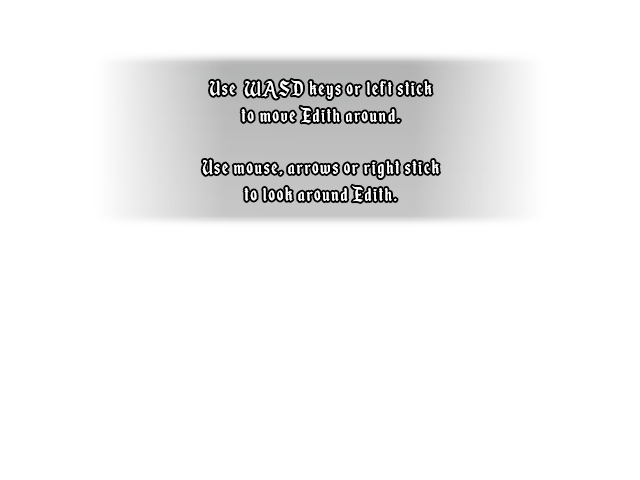 Use WASD keys or left stick
to move Edith around.
Use mouse, arrows or right stick
to look around Edith.